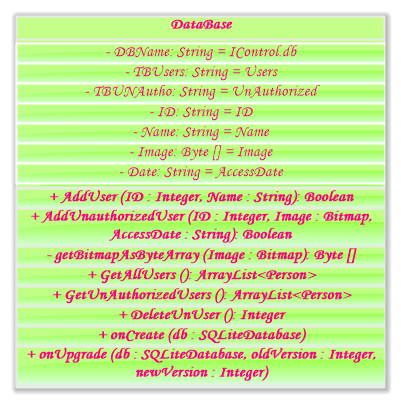 DataBase
- DBName: String = IControl.db
- TBUsers: String = Users
- TBUNAutho: String = UnAuthorized
- ID: String = ID
- Name: String = Name
- Image: Byte [] = Image
- Date: String = AccessDate
+ AddUser (ID : Integer, Name : String): Boolean
+ AddUnauthorizedUser (ID : Integer, Image : Bitmap,
AccessDate : String): Boolean
- getBitmapAsByteArray (Image : Bitmap): Byte []
+ GetAllUsers (): ArrayList<Person>
+ GetUnAuthorizedUsers (): ArrayList<Person>
+ DeleteUnUser (): Integer
+ onCreate (db : SQLiteDatabase)
+ onUpgrade (db : SQLiteDatabase, oldVersion : Integer,
newVersion : Integer)